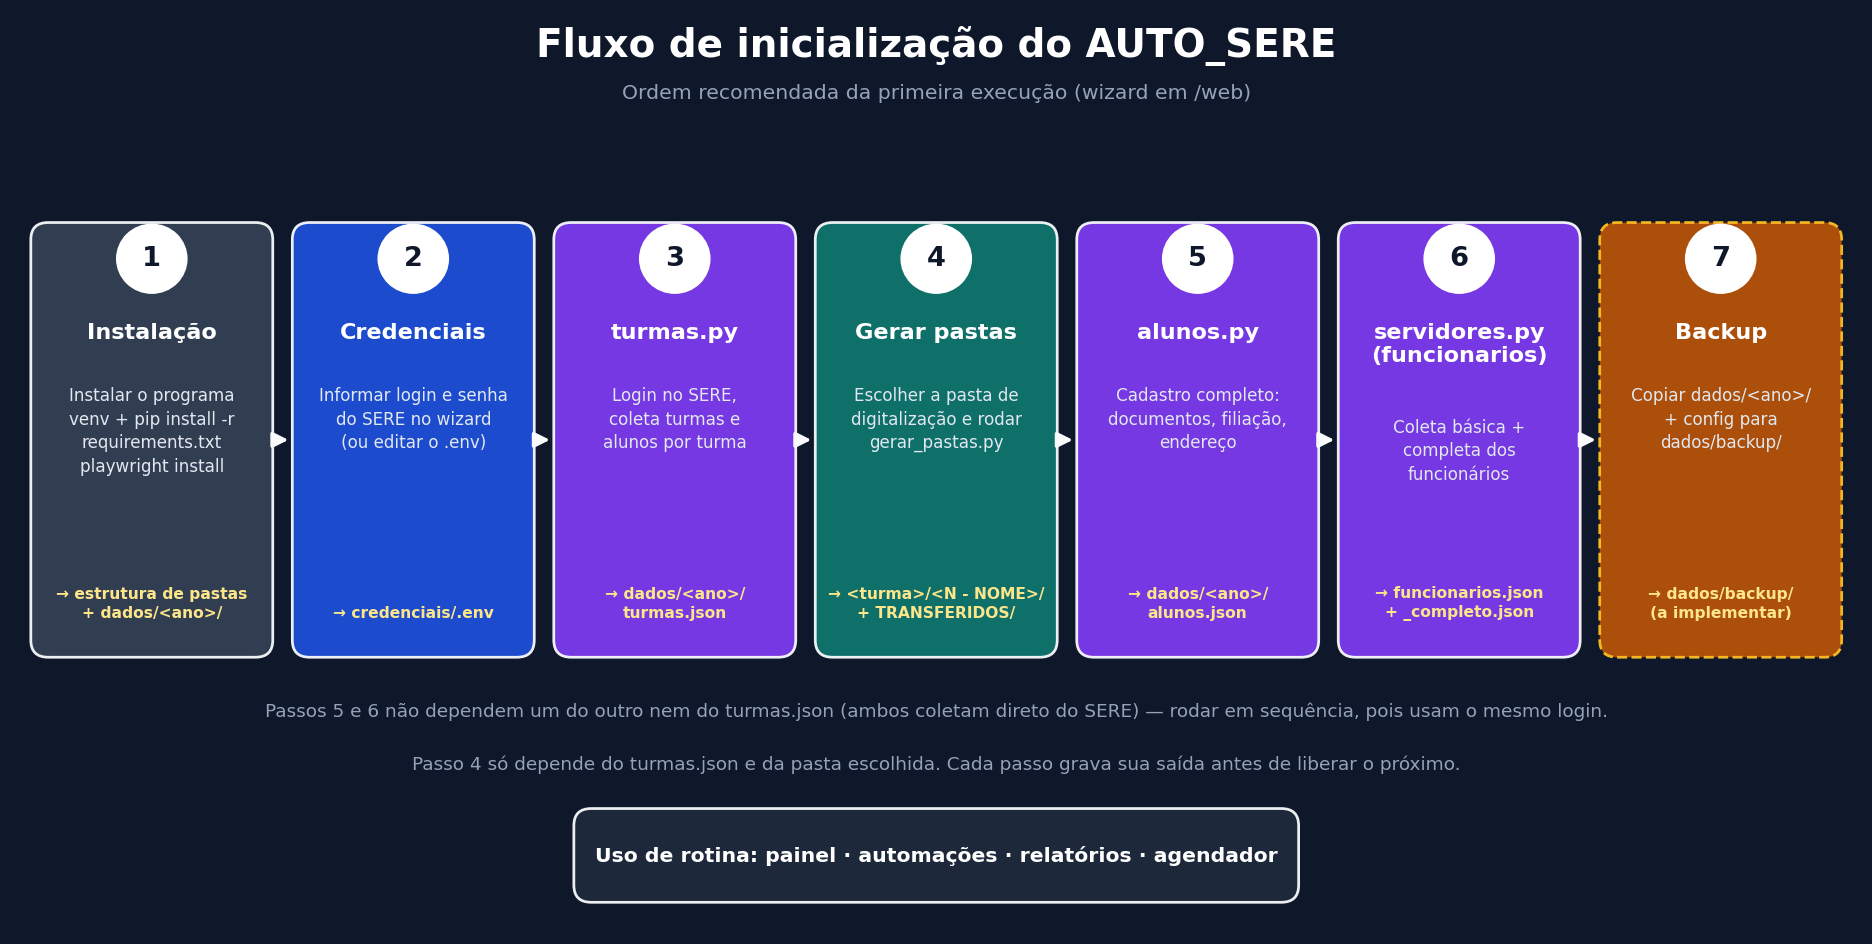 Fluxo de inicialização do AUTO_SERE
Ordem recomendada da primeira execução (wizard em /web)
1
Instalação
Instalar o programa
venv + pip install -r
requirements.txt
playwright install
→ estrutura de pastas
+ dados/<ano>/
2
Credenciais
Informar login e senha
do SERE no wizard
(ou editar o .env)
→ credenciais/.env
3
turmas.py
Login no SERE,
coleta turmas e
alunos por turma
→ dados/<ano>/
turmas.json
4
Gerar pastas
Escolher a pasta de
digitalização e rodar
gerar_pastas.py
→ <turma>/<N - NOME>/
+ TRANSFERIDOS/
5
alunos.py
Cadastro completo:
documentos, filiação,
endereço
→ dados/<ano>/
alunos.json
6
servidores.py
(funcionarios)
Coleta básica +
completa dos
funcionários
→ funcionarios.json
+ _completo.json
7
Backup
Copiar dados/<ano>/
+ config para
dados/backup/
→ dados/backup/
(a implementar)
Passos 5 e 6 não dependem um do outro nem do turmas.json (ambos coletam direto do SERE) — rodar em sequência, pois usam o mesmo login.
Passo 4 só depende do turmas.json e da pasta escolhida. Cada passo grava sua saída antes de liberar o próximo.
Uso de rotina: painel · automações · relatórios · agendador